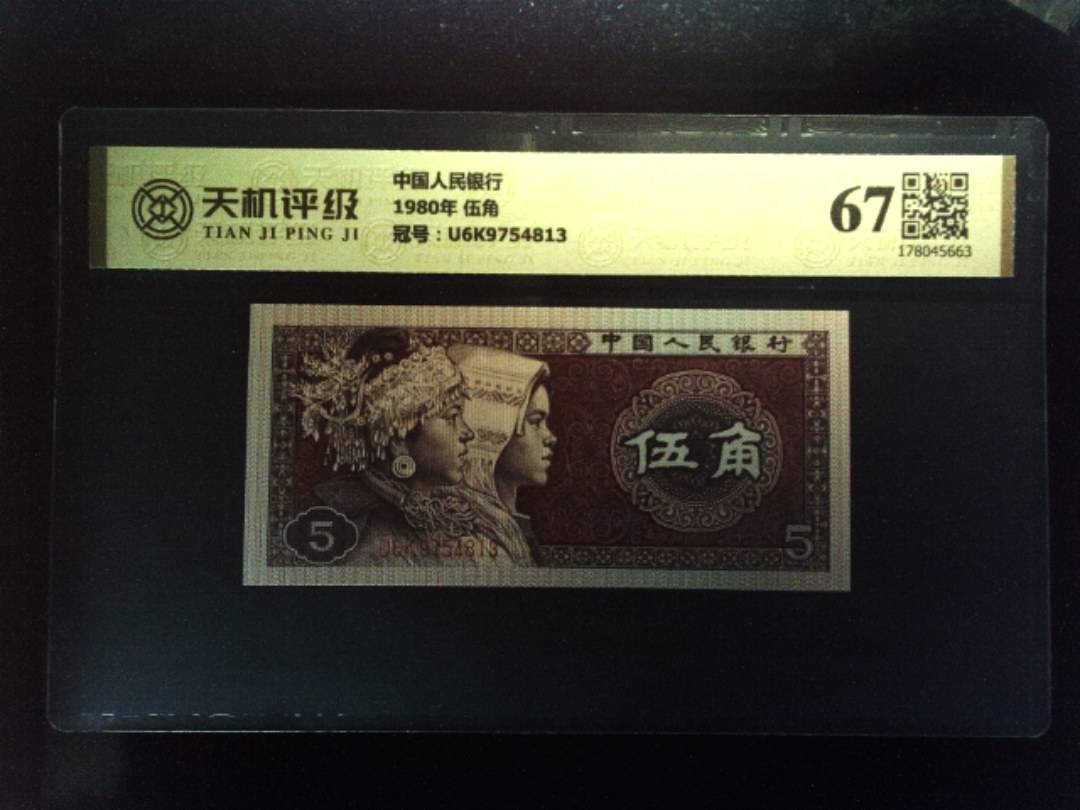 天机评级
TIAN JI PING JI
中国人民银行
1980年 伍角
冠号：U6K9754813
67
178045663
中国人民银行
伍角
5
U6K9754813
5